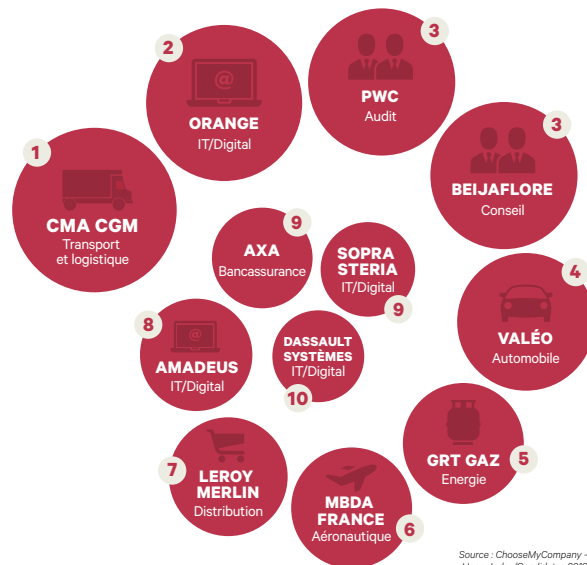 1
CMA CGM
Transport
et logistique
2
@
ORANGE
IT/Digital
3
PWC
Audit
3
BEIJAFLORE
Conseil
4
VALÉO
Automobile
5
GRT GAZ
Energie
6
MBDA
FRANCE
Aéronautique
7
LEROY
MERLIN
Distribution
8
@
AMADEUS
IT/Digital
9
AXA
Bancassurance
SOPRA
STERIA
IT/Digital
9
DASSAULT
SYSTÈMES
IT/Digital
10
Source : ChooseMyCompany -